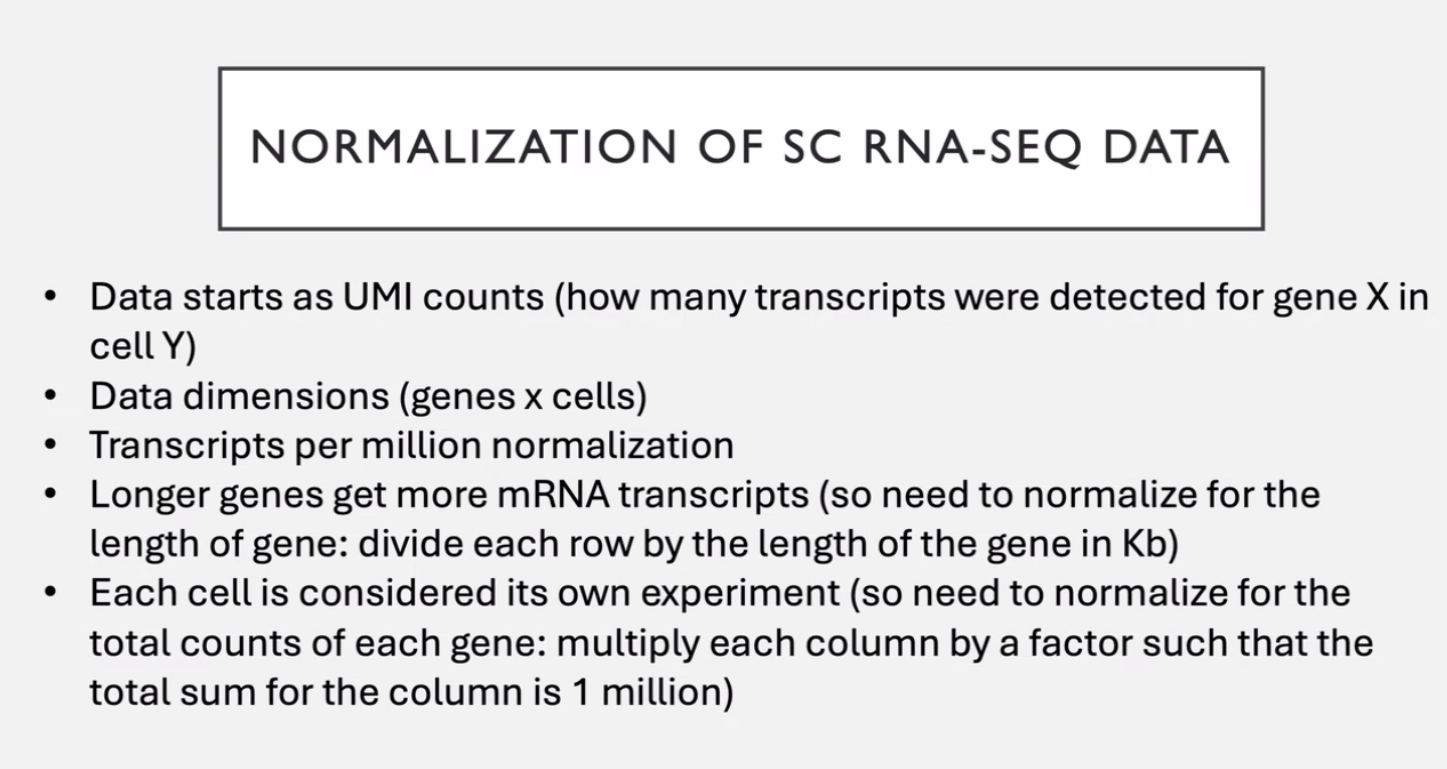 NORMALIZATION OF SC RNA-SEQ DATA
• Data starts as UMI counts (how many transcripts were detected for gene X in
cell Y)
• Data dimensions (genes x cells)
• Transcripts per million normalization
• Longer genes get more mRNA transcripts (so need to normalize for the
length of gene: divide each row by the length of the gene in Kb)
• Each cell is considered its own experiment (so need to normalize for the
total counts of each gene: multiply each column by a factor such that the
total sum for the column is 1 million)